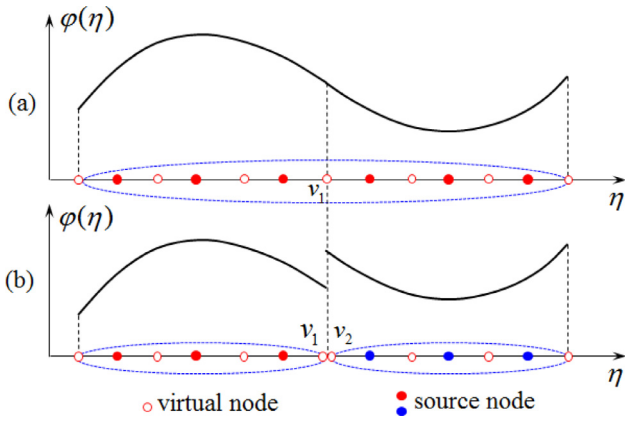 φ(η)
(a)
v₁
η
φ(η)
(b)
v₁ v₂
η
virtual node
source node